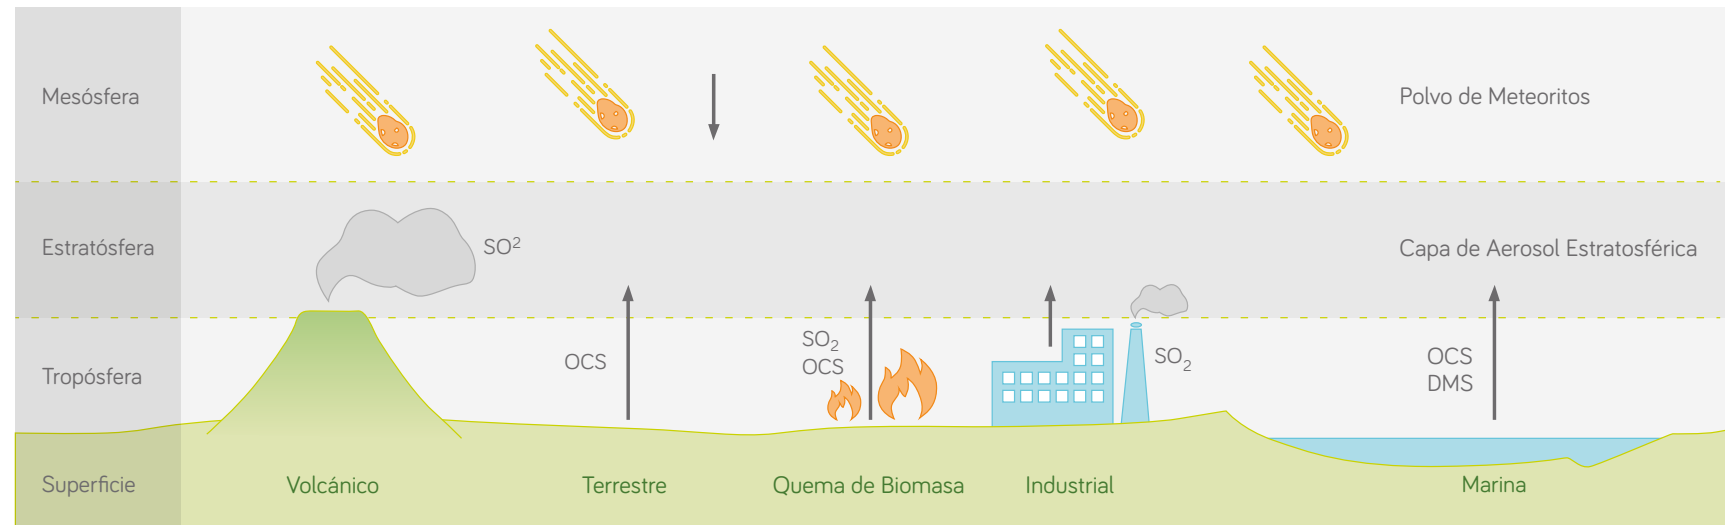 Mesósfera
Polvo de Meteoritos
Estratósfera
SO²
Capa de Aerosol Estratosférica
Tropósfera
OCS
SO₂
OCS
SO₂
OCS
DMS
Superficie
Volcánico
Terrestre
Quema de Biomasa
Industrial
Marina